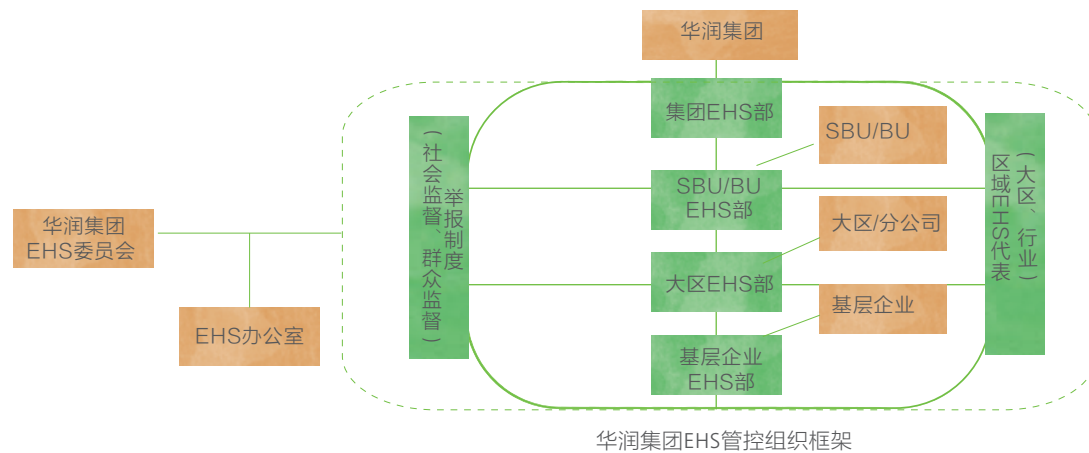 华润集团
集团EHS部
SBU/BU
SBU/BU
EHS部
大区/分公司
大区EHS部
基层企业
基层企业
EHS部
举报制度
(社会监督、群众监督)
(大区、行业)
区域EHS代表
华润集团
EHS委员会
EHS办公室
华润集团EHS管控组织框架